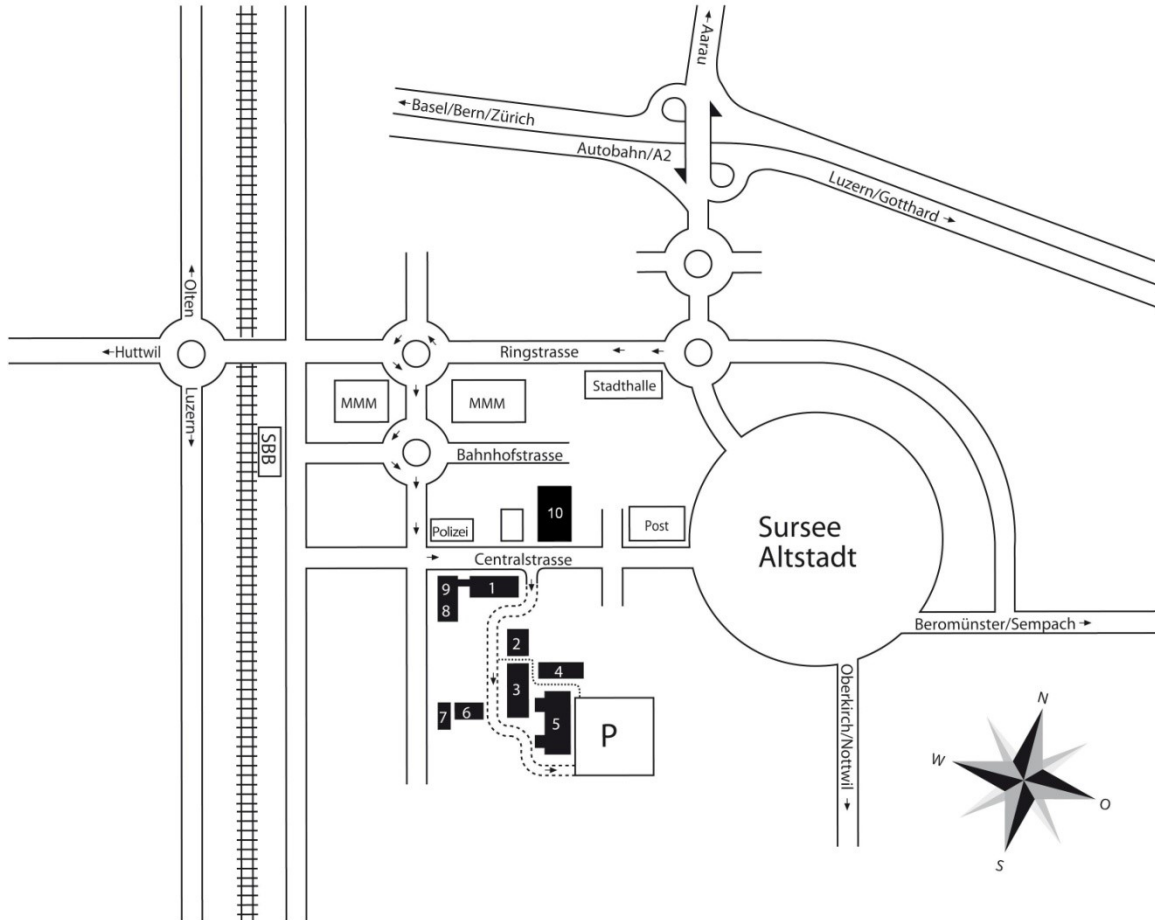 Aarau
Basel/Bern/Zürich
Autobahn/A2
Luzern/Gotthard
Olten
Huttwil
Ringstrasse
Luzern
MMM
MMM
Stadthalle
SBB
Bahnhofstrasse
10
Polizei
Post
Sursee
Altstadt
Centralstrasse
9
1
8
Beromünster/Sempach
2
4
3
Oberkirch/Nottwil
7
6
5
P
N
W
O
S